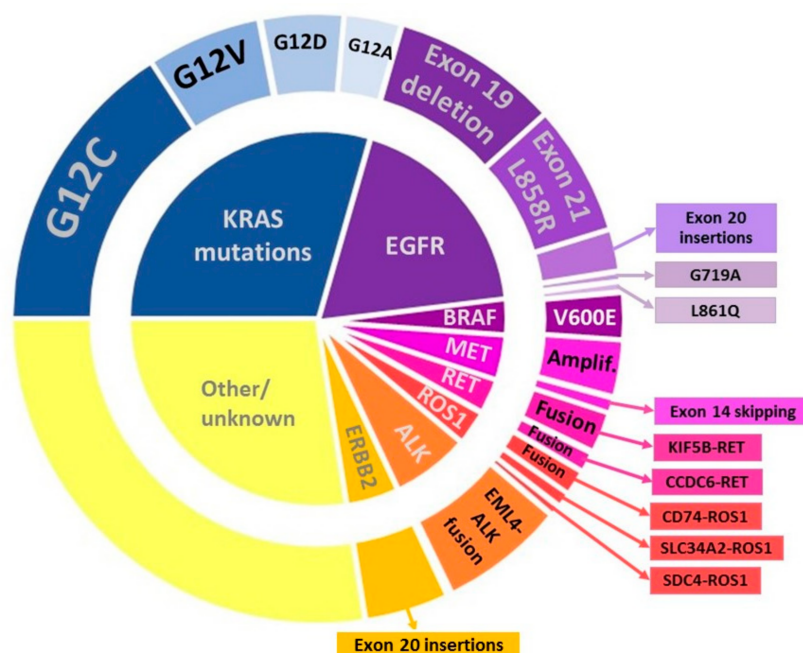 G12C
G12V
G12D
G12A
Exon 19
deletion
Exon 21
L858R
Exon 20
insertions
G719A
L861Q
KRAS
mutations
EGFR
BRAF
V600E
MET
Amplif.
Exon 14 skipping
RET
Fusion
KIF5B-RET
Fusion
CCDC6-RET
ROS1
Fusion
CD74-ROS1
SLC34A2-ROS1
SDC4-ROS1
ALK
EML4-
ALK
fusion
ERBB2
Exon 20 insertions
Other/
unknown